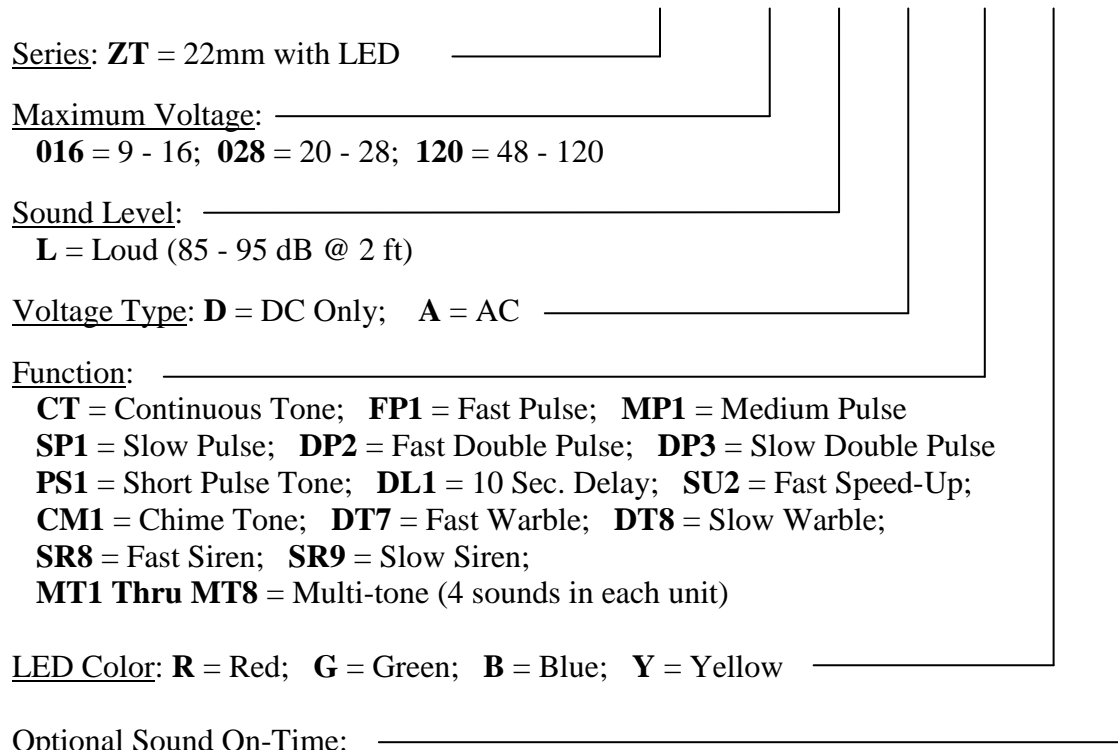 Series: ZT = 22mm with LED
Maximum Voltage:
016 = 9 - 16; 028 = 20 - 28; 120 = 48 - 120
Sound Level:
L = Loud (85 - 95 dB @ 2 ft)
Voltage Type: D = DC Only; A = AC
Function:
CT = Continuous Tone; FP1 = Fast Pulse; MP1 = Medium Pulse
SP1 = Slow Pulse; DP2 = Fast Double Pulse; DP3 = Slow Double Pulse
PS1 = Short Pulse Tone; DL1 = 10 Sec. Delay; SU2 = Fast Speed-Up;
CM1 = Chime Tone; DT7 = Fast Warble; DT8 = Slow Warble;
SR8 = Fast Siren; SR9 = Slow Siren;
MT1 Thru MT8 = Multi-tone (4 sounds in each unit)
LED Color: R = Red; G = Green; B = Blue; Y = Yellow
Optional Sound On-Time: